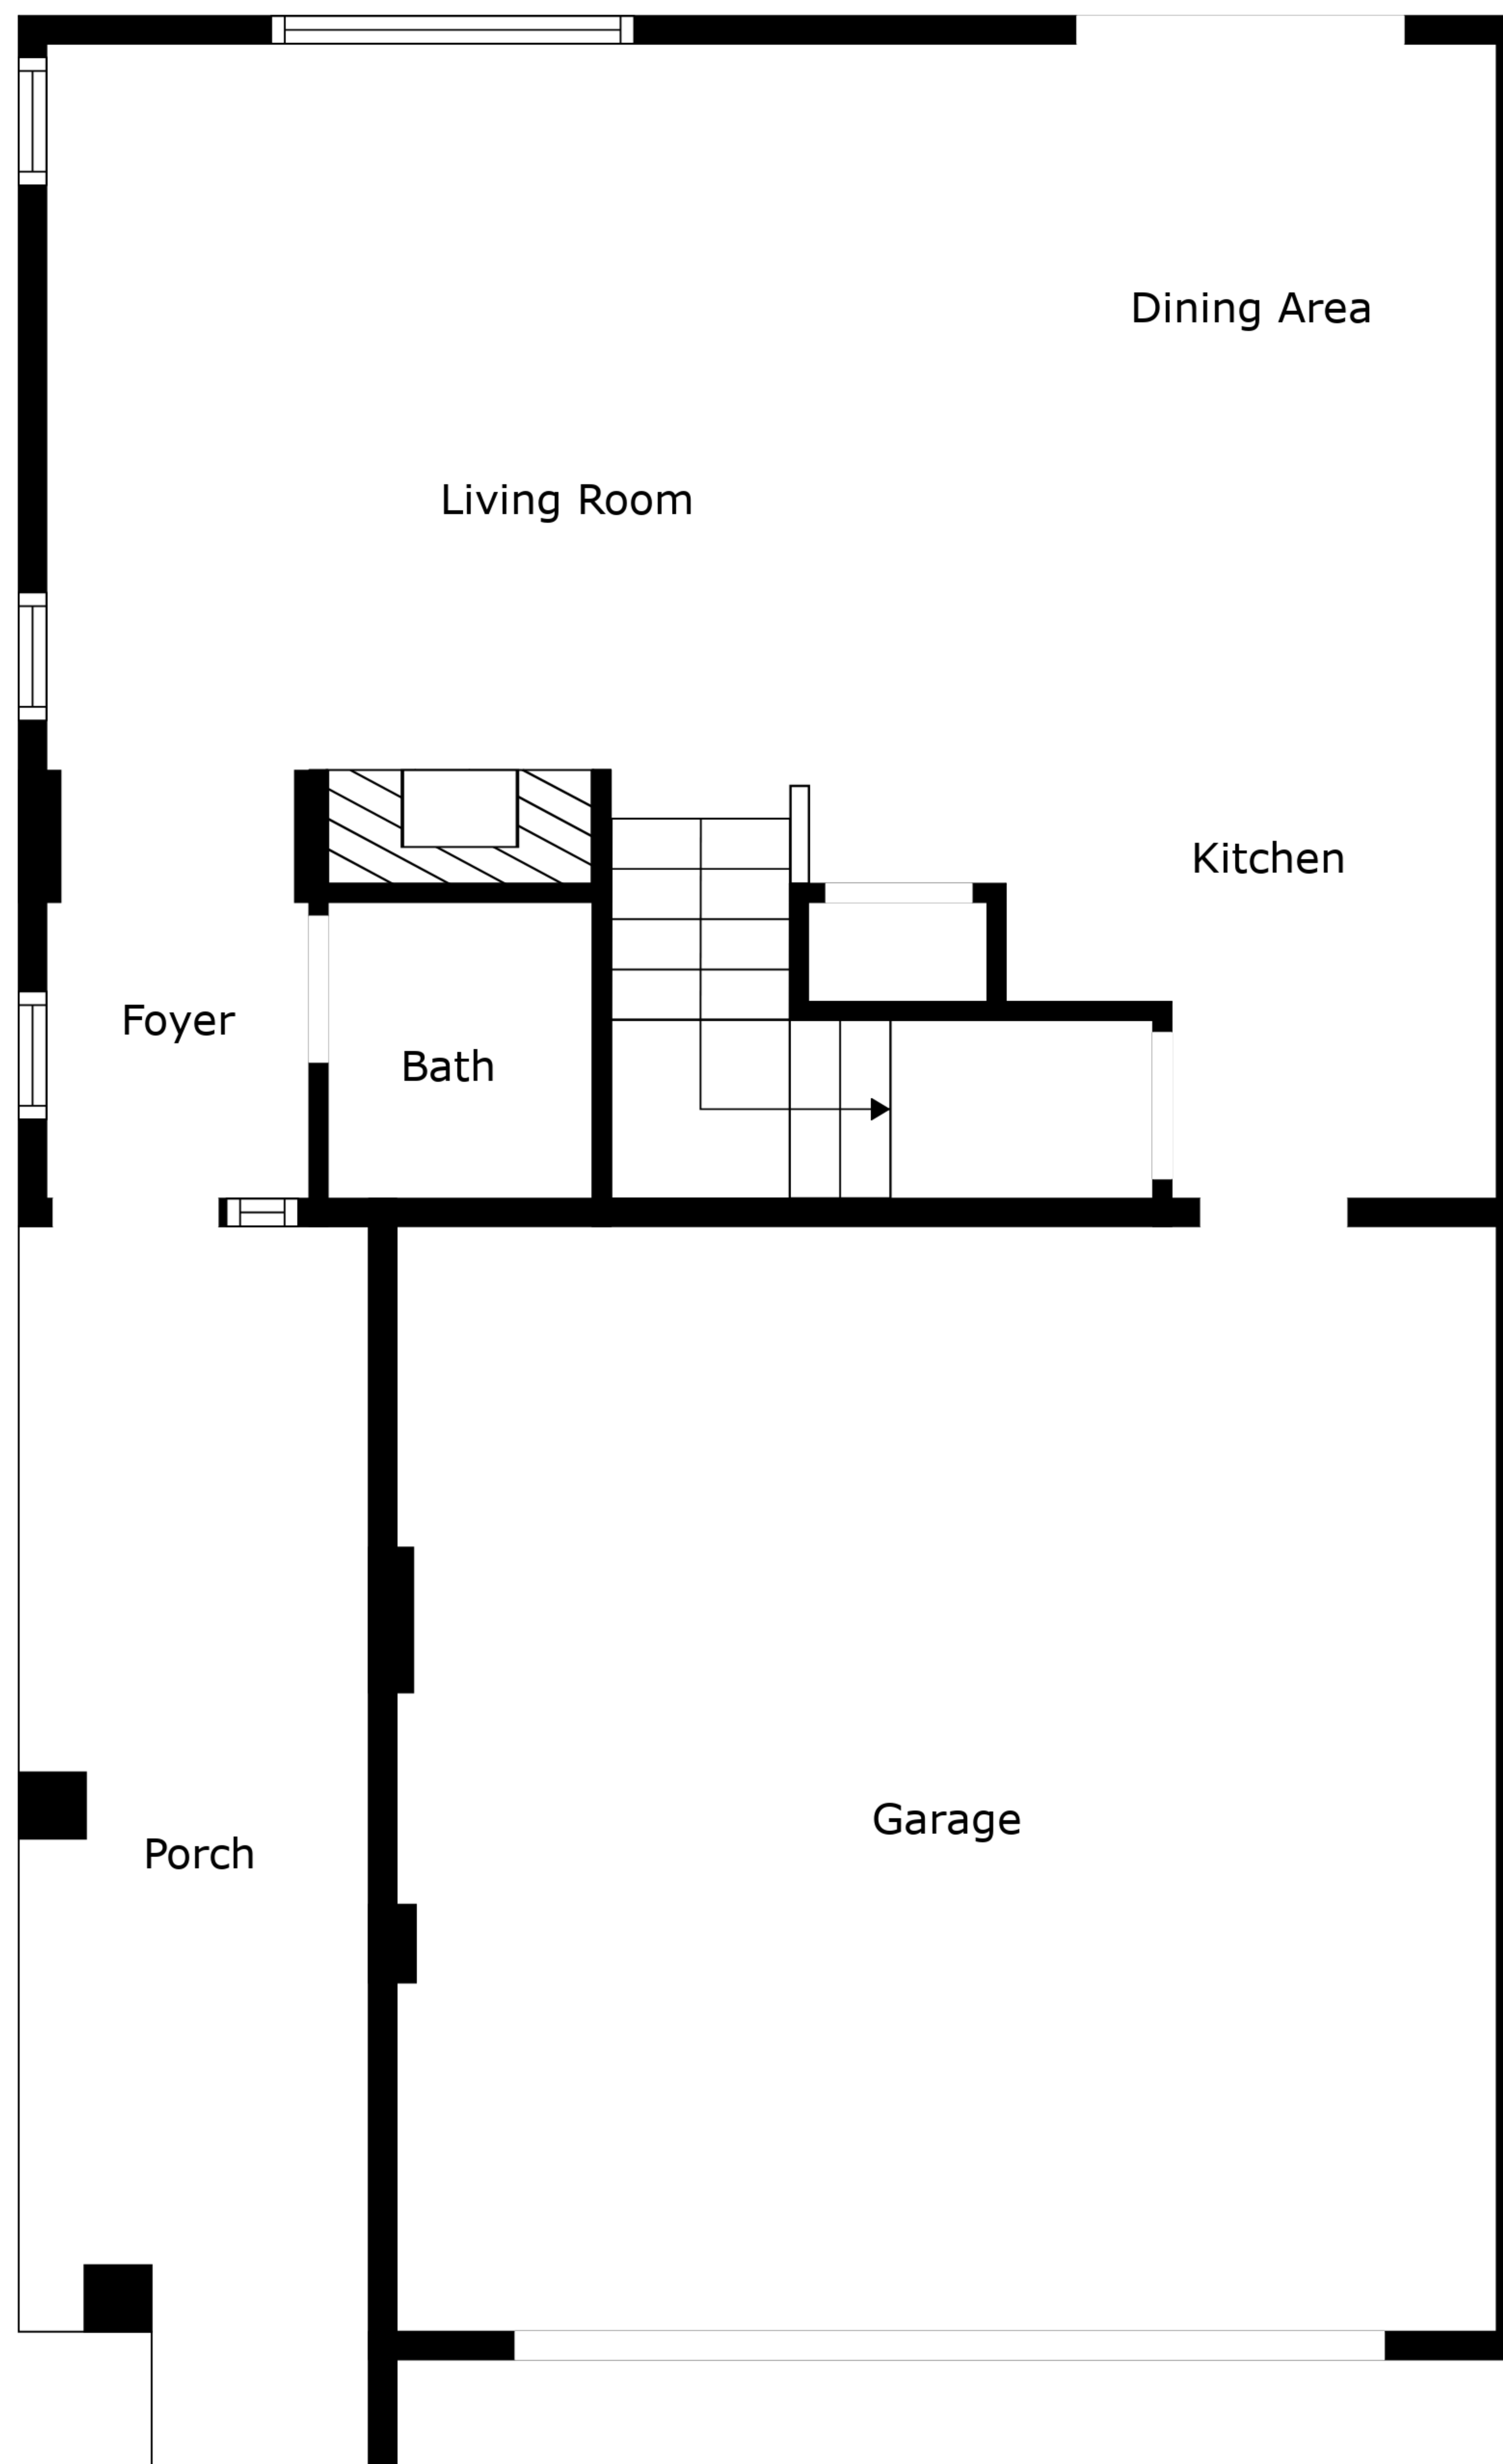 Dining Area
Living Room
Kitchen
Foyer
Bath
Garage
Porch